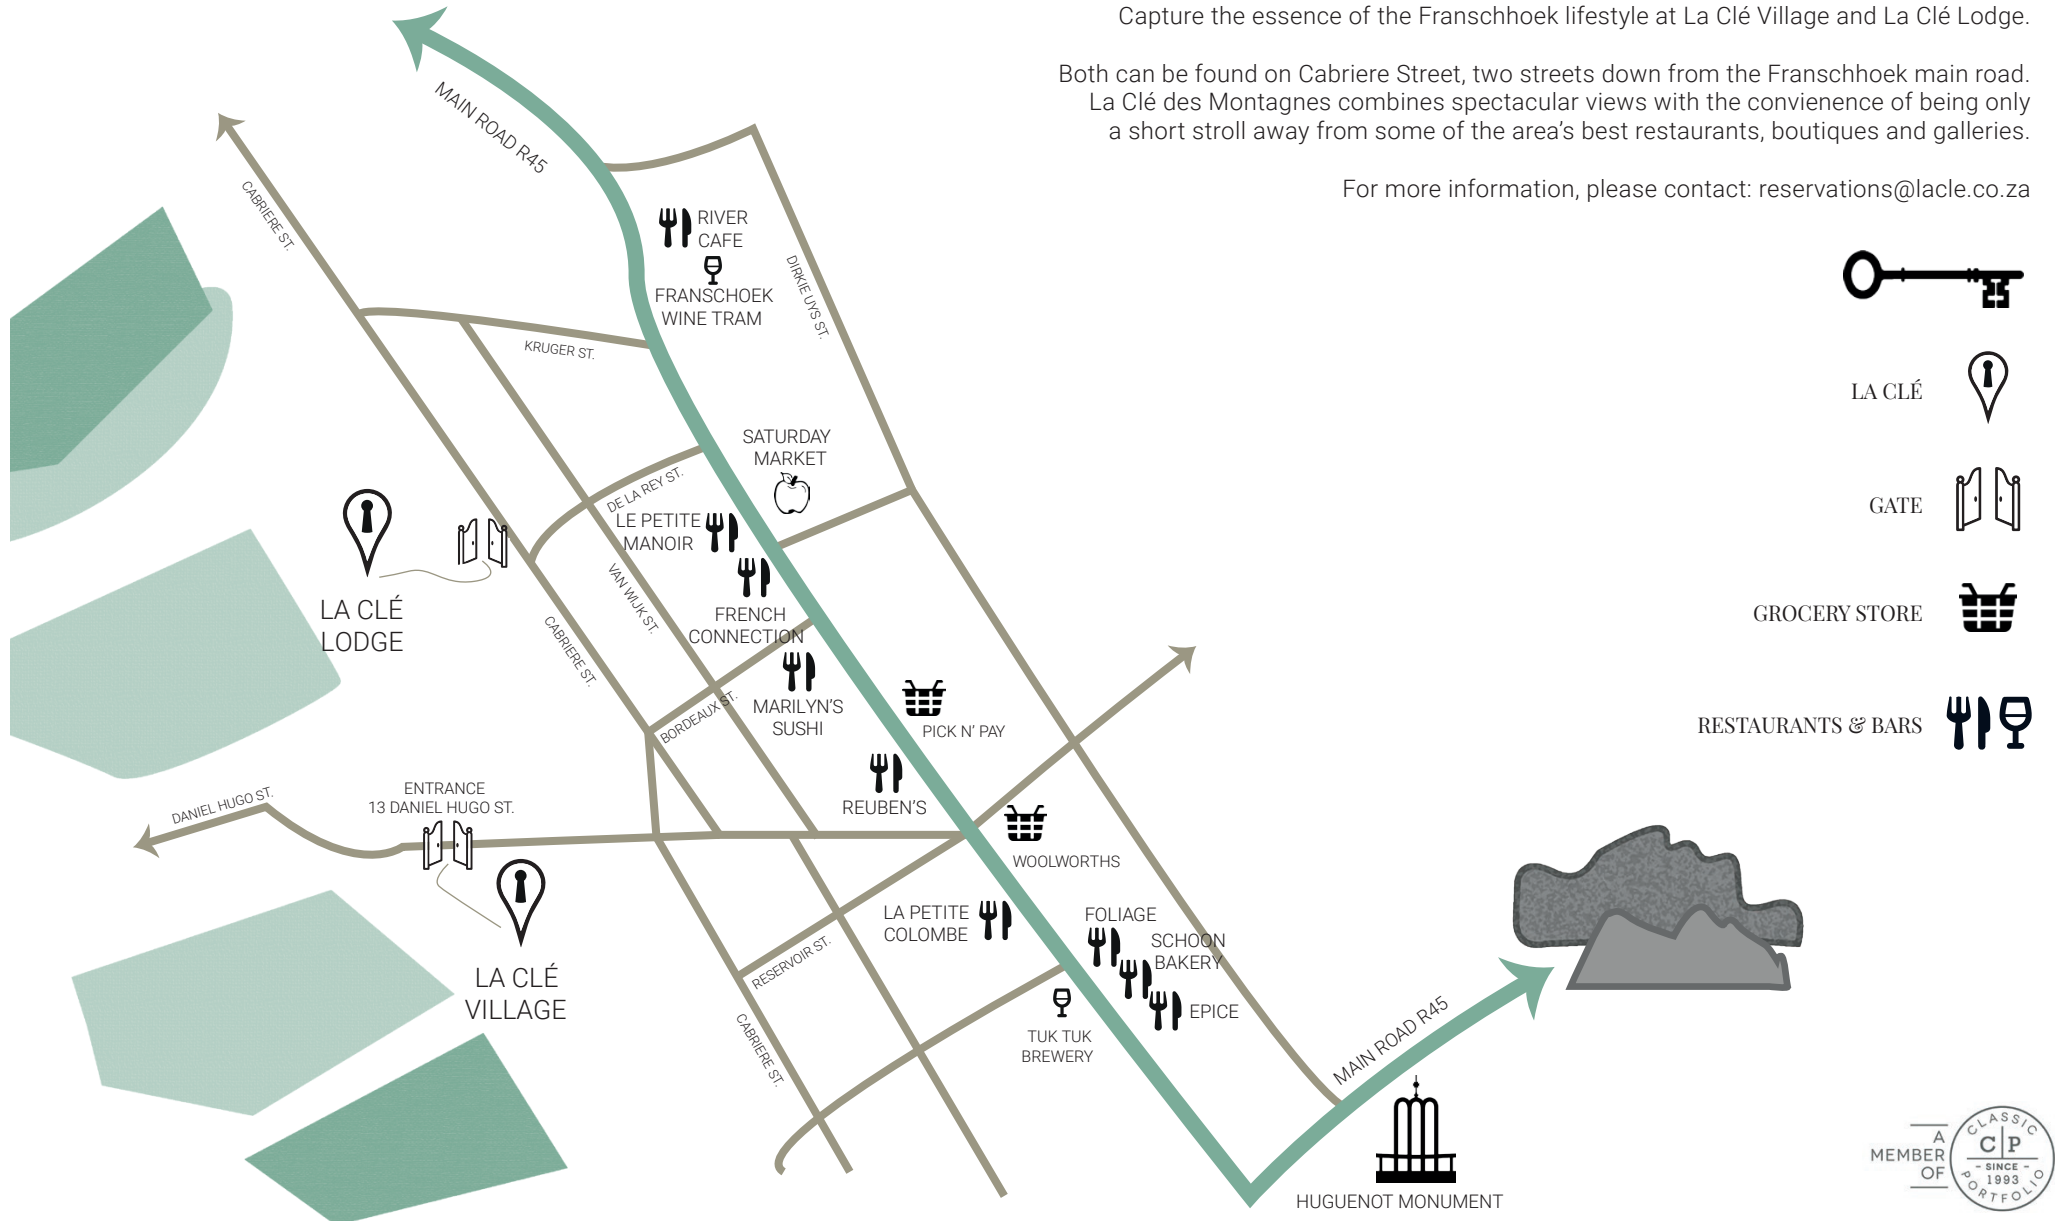 Capture the essence of the Franschhoek lifestyle at La Clé Village and La Clé Lodge.
Both can be found on Cabriere Street, two streets down from the Franschhoek main road.
La Clé des Montagnes combines spectacular views with the convienence of being only
a short stroll away from some of the area's best restaurants, boutiques and galleries.
For more information, please contact: reservations@lacle.co.za
MAIN ROAD R45
CABRIERE ST.
RIVER
CAFE
FRANSCHOEK
WINE TRAM
DIRKIE UYS ST.
KRUGER ST.
SATURDAY
MARKET
DE LA REY ST.
LE PETITE
MANOIR
VAN WIJK ST.
FRENCH
CONNECTION
LA CLÉ
LODGE
CABRIERE ST.
BORDEAUX ST.
MARILYN'S
SUSHI
PICK N' PAY
REUBEN'S
DANIEL HUGO ST.
ENTRANCE
13 DANIEL HUGO ST.
WOOLWORTHS
LA PETITE
COLOMBE
FOLIAGE
SCHOON
BAKERY
EPICE
RESERVOIR ST.
LA CLÉ
VILLAGE
CABRIERE ST.
TUK TUK
BREWERY
MAIN ROAD R45
HUGUENOT MONUMENT
LA CLÉ
GATE
GROCERY STORE
RESTAURANTS & BARS
A
MEMBER
OF
CLASSIC
C|P
- SINCE -
1993
PORTFOLIO